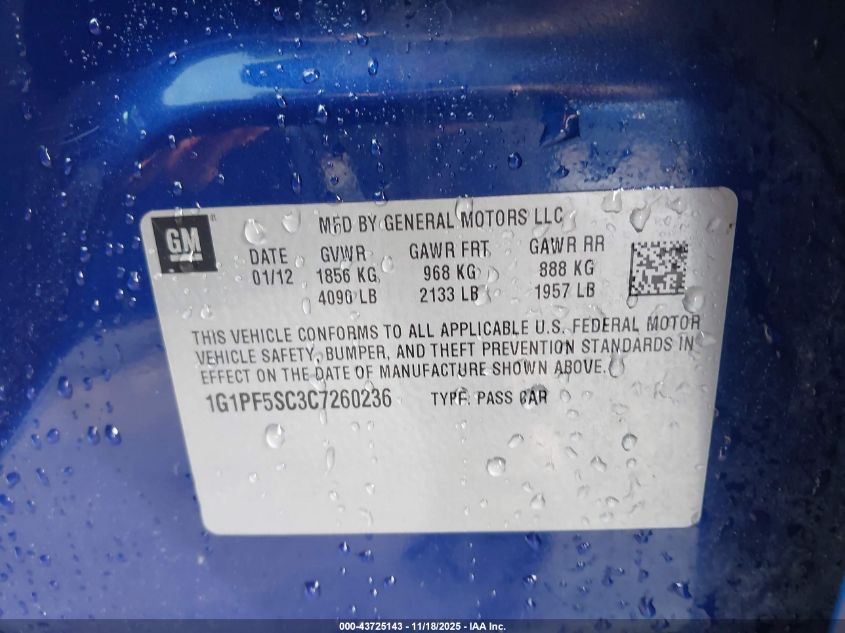 GM
MFD BY GENERAL MOTORS LLC
DATE GVWR GAWR FRT GAWR RR
01/12 1856 KG 968 KG 888 KG
4090 LB 2133 LB 1957 LB
THIS VEHICLE CONFORMS TO ALL APPLICABLE U.S. FEDERAL MOTOR
VEHICLE SAFETY, BUMPER, AND THEFT PREVENTION STANDARDS IN
EFFECT ON THE DATE OF MANUFACTURE SHOWN ABOVE.
1G1PF5SC3C7260236 TYPE: PASS CAR
000-43725143 - 11/18/2025 - IAA Inc.